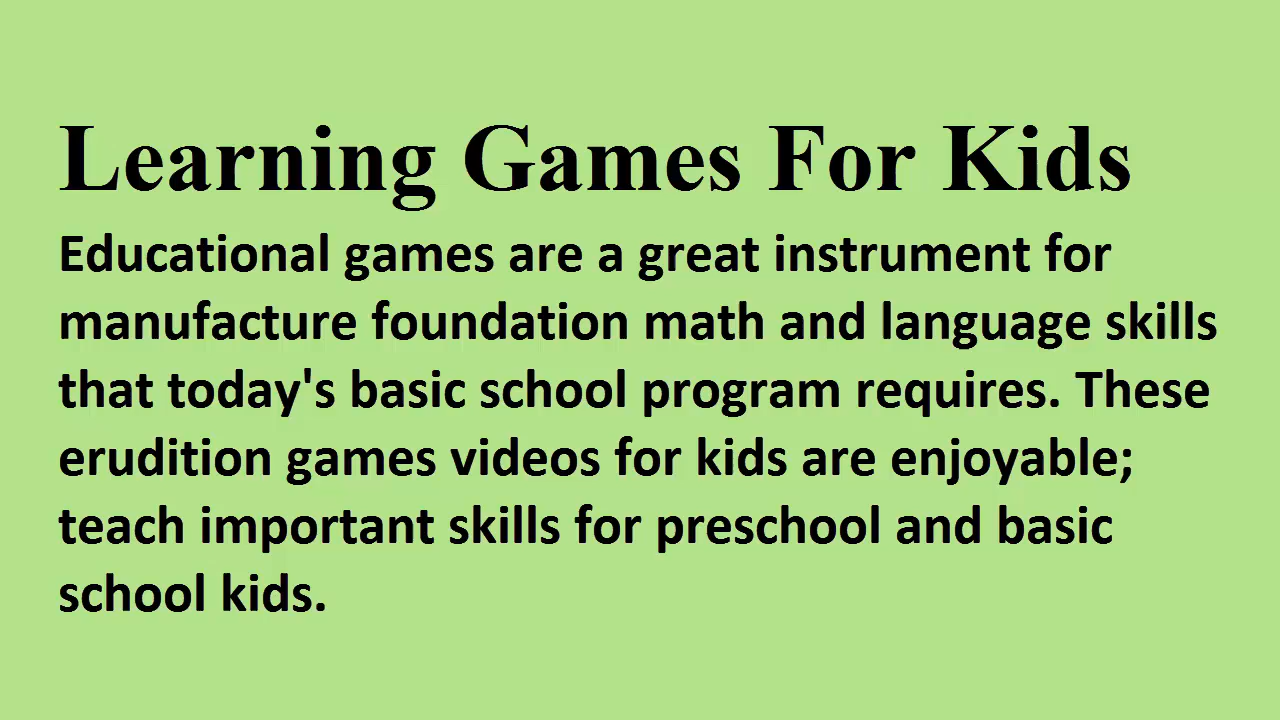 Learning Games For Kids
Educational games are a great instrument for
manufacture foundation math and language skills
that today's basic school program requires. These
erudition games videos for kids are enjoyable;
teach important skills for preschool and basic
school kids.